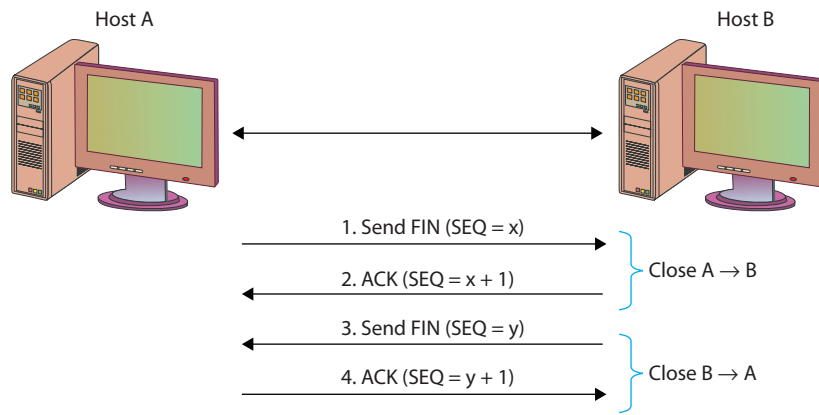 Host A
Host B
1. Send FIN (SEQ = x)
2. ACK (SEQ = x + 1)
Close A → B
3. Send FIN (SEQ = y)
4. ACK (SEQ = y + 1)
Close B → A